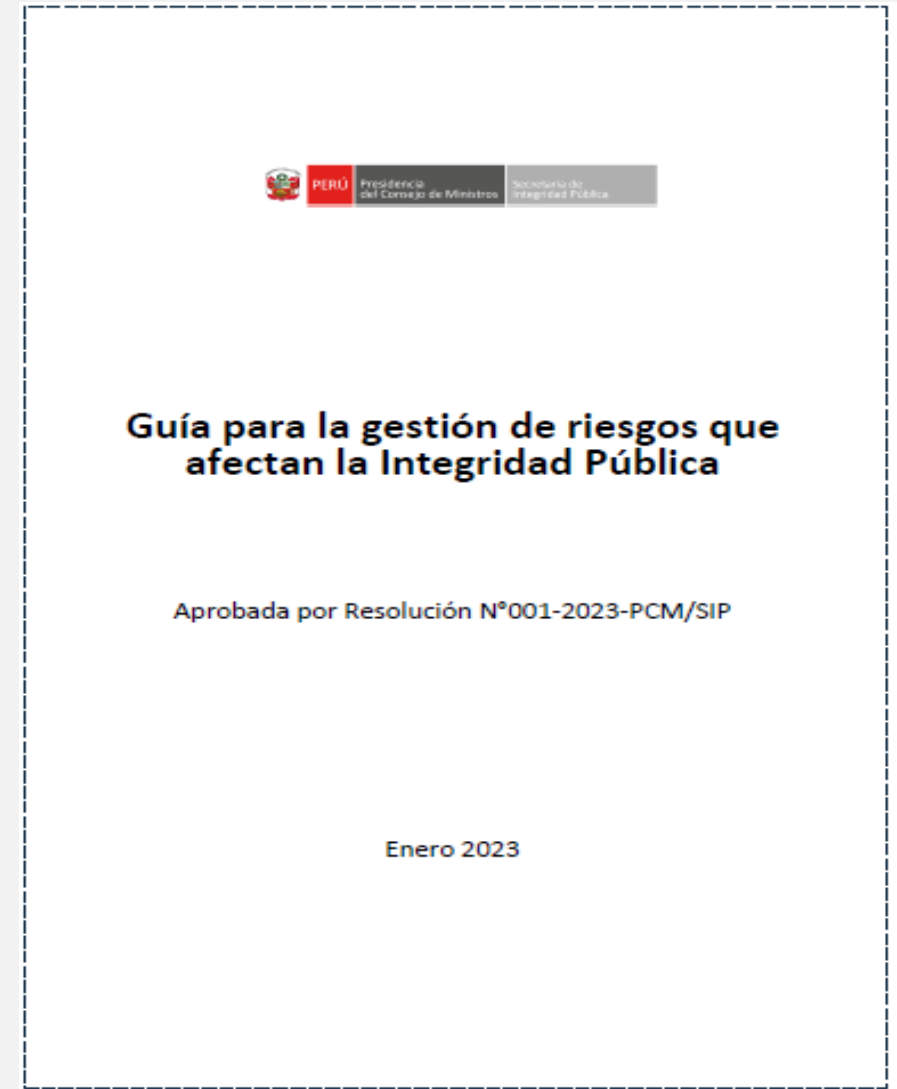 PERÚ
Presidencia
del Consejo de Ministros
Secretaría de
Integridad Pública
Guía para la gestión de riesgos que
afectan la Integridad Pública
Aprobada por Resolución N°001-2023-PCM/SIP
Enero 2023